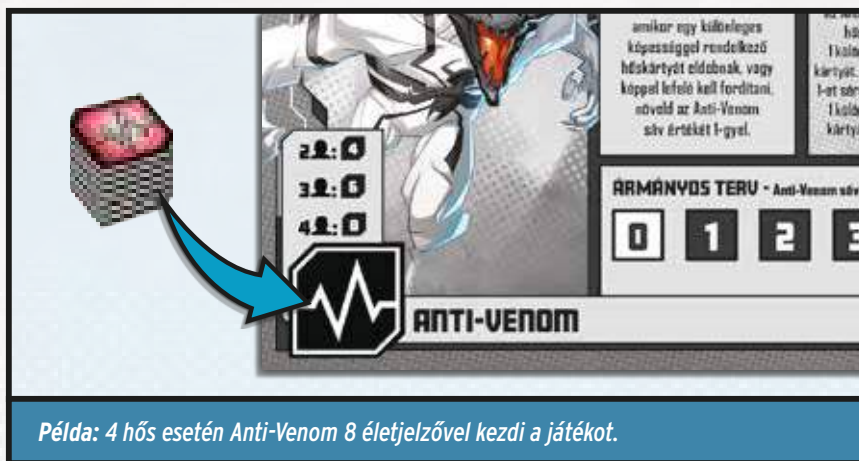 amikor egy különleges
képességgel rendelkező
hőskártyát eldobnak, vagy
képpel lefelé kell fordítani,
növeld az Anti-Venom
sáv értékét 1-gyel.
kártyát.
2 : 4
3 : 6
4 : 8
ÁRMÁNYOS TERV - Anti-Venom sáv
0 1 2 3
ANTI-VENOM
Példa: 4 hős esetén Anti-Venom 8 életjelzővel kezdi a játékot.